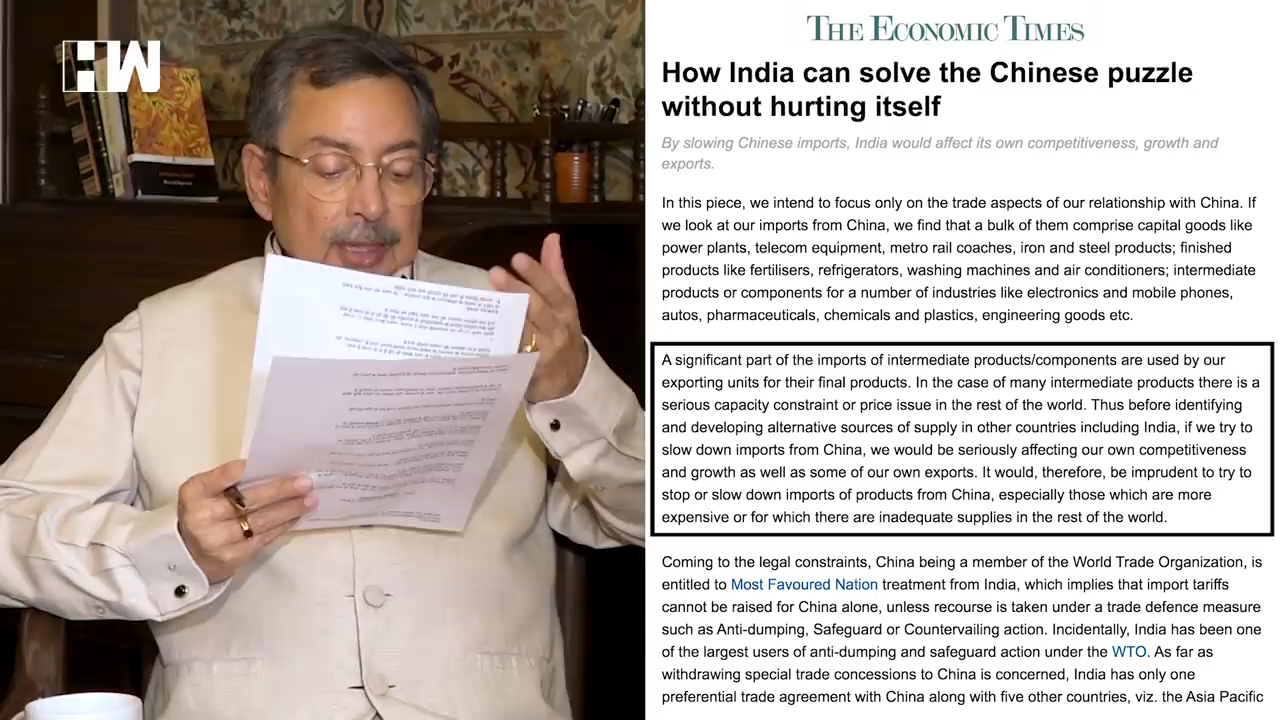 HW
THE ECONOMIC TIMES
How India can solve the Chinese puzzle
without hurting itself
By slowing Chinese imports, India would affect its own competitiveness, growth and
exports.
In this piece, we intend to focus only on the trade aspects of our relationship with China. If
we look at our imports from China, we find that a bulk of them comprise capital goods like
power plants, telecom equipment, metro rail coaches, iron and steel products; finished
products like fertilisers, refrigerators, washing machines and air conditioners; intermediate
products or components for a number of industries like electronics and mobile phones,
autos, pharmaceuticals, chemicals and plastics, engineering goods etc.
A significant part of the imports of intermediate products/components are used by our
exporting units for their final products. In the case of many intermediate products there is a
serious capacity constraint or price issue in the rest of the world. Thus before identifying
and developing alternative sources of supply in other countries including India, if we try to
slow down imports from China, we would be seriously affecting our own competitiveness
and growth as well as some of our own exports. It would, therefore, be imprudent to try to
stop or slow down imports of products from China, especially those which are more
expensive or for which there are inadequate supplies in the rest of the world.
Coming to the legal constraints, China being a member of the World Trade Organization, is
entitled to Most Favoured Nation treatment from India, which implies that import tariffs
cannot be raised for China alone, unless recourse is taken under a trade defence measure
such as Anti-dumping, Safeguard or Countervailing action. Incidentally, India has been one
of the largest users of anti-dumping and safeguard action under the WTO. As far as
withdrawing special trade concessions to China is concerned, India has only one
preferential trade agreement with China along with five other countries, viz. the Asia Pacific